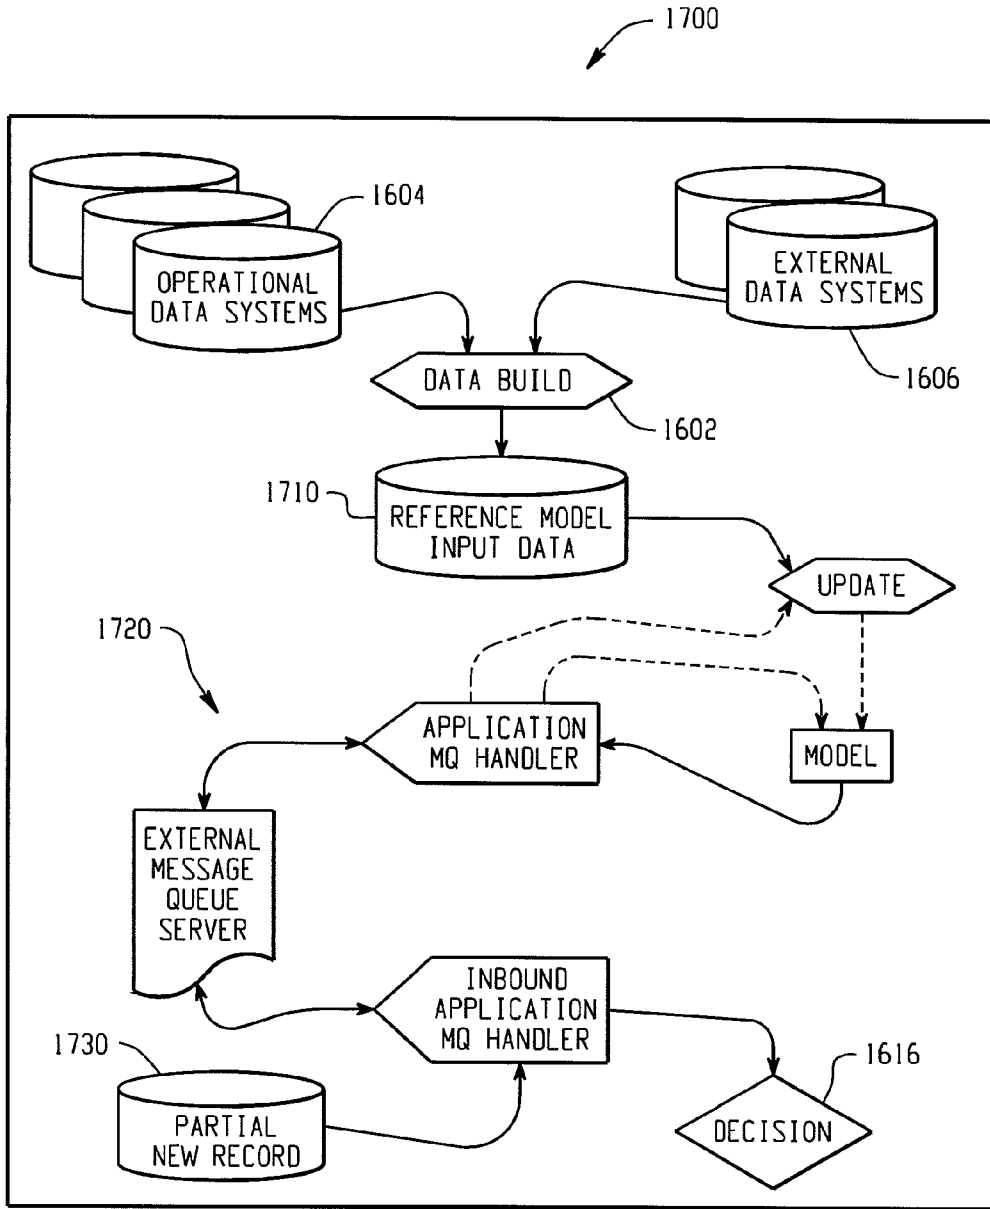 1700
1604
OPERATIONAL
DATA SYSTEMS
EXTERNAL
DATA SYSTEMS
1606
DATA BUILD
1602
1710
REFERENCE MODEL
INPUT DATA
UPDATE
1720
APPLICATION
MQ HANDLER
MODEL
EXTERNAL
MESSAGE
QUEUE
SERVER
INBOUND
APPLICATION
MQ HANDLER
1730
PARTIAL
NEW RECORD
1616
DECISION